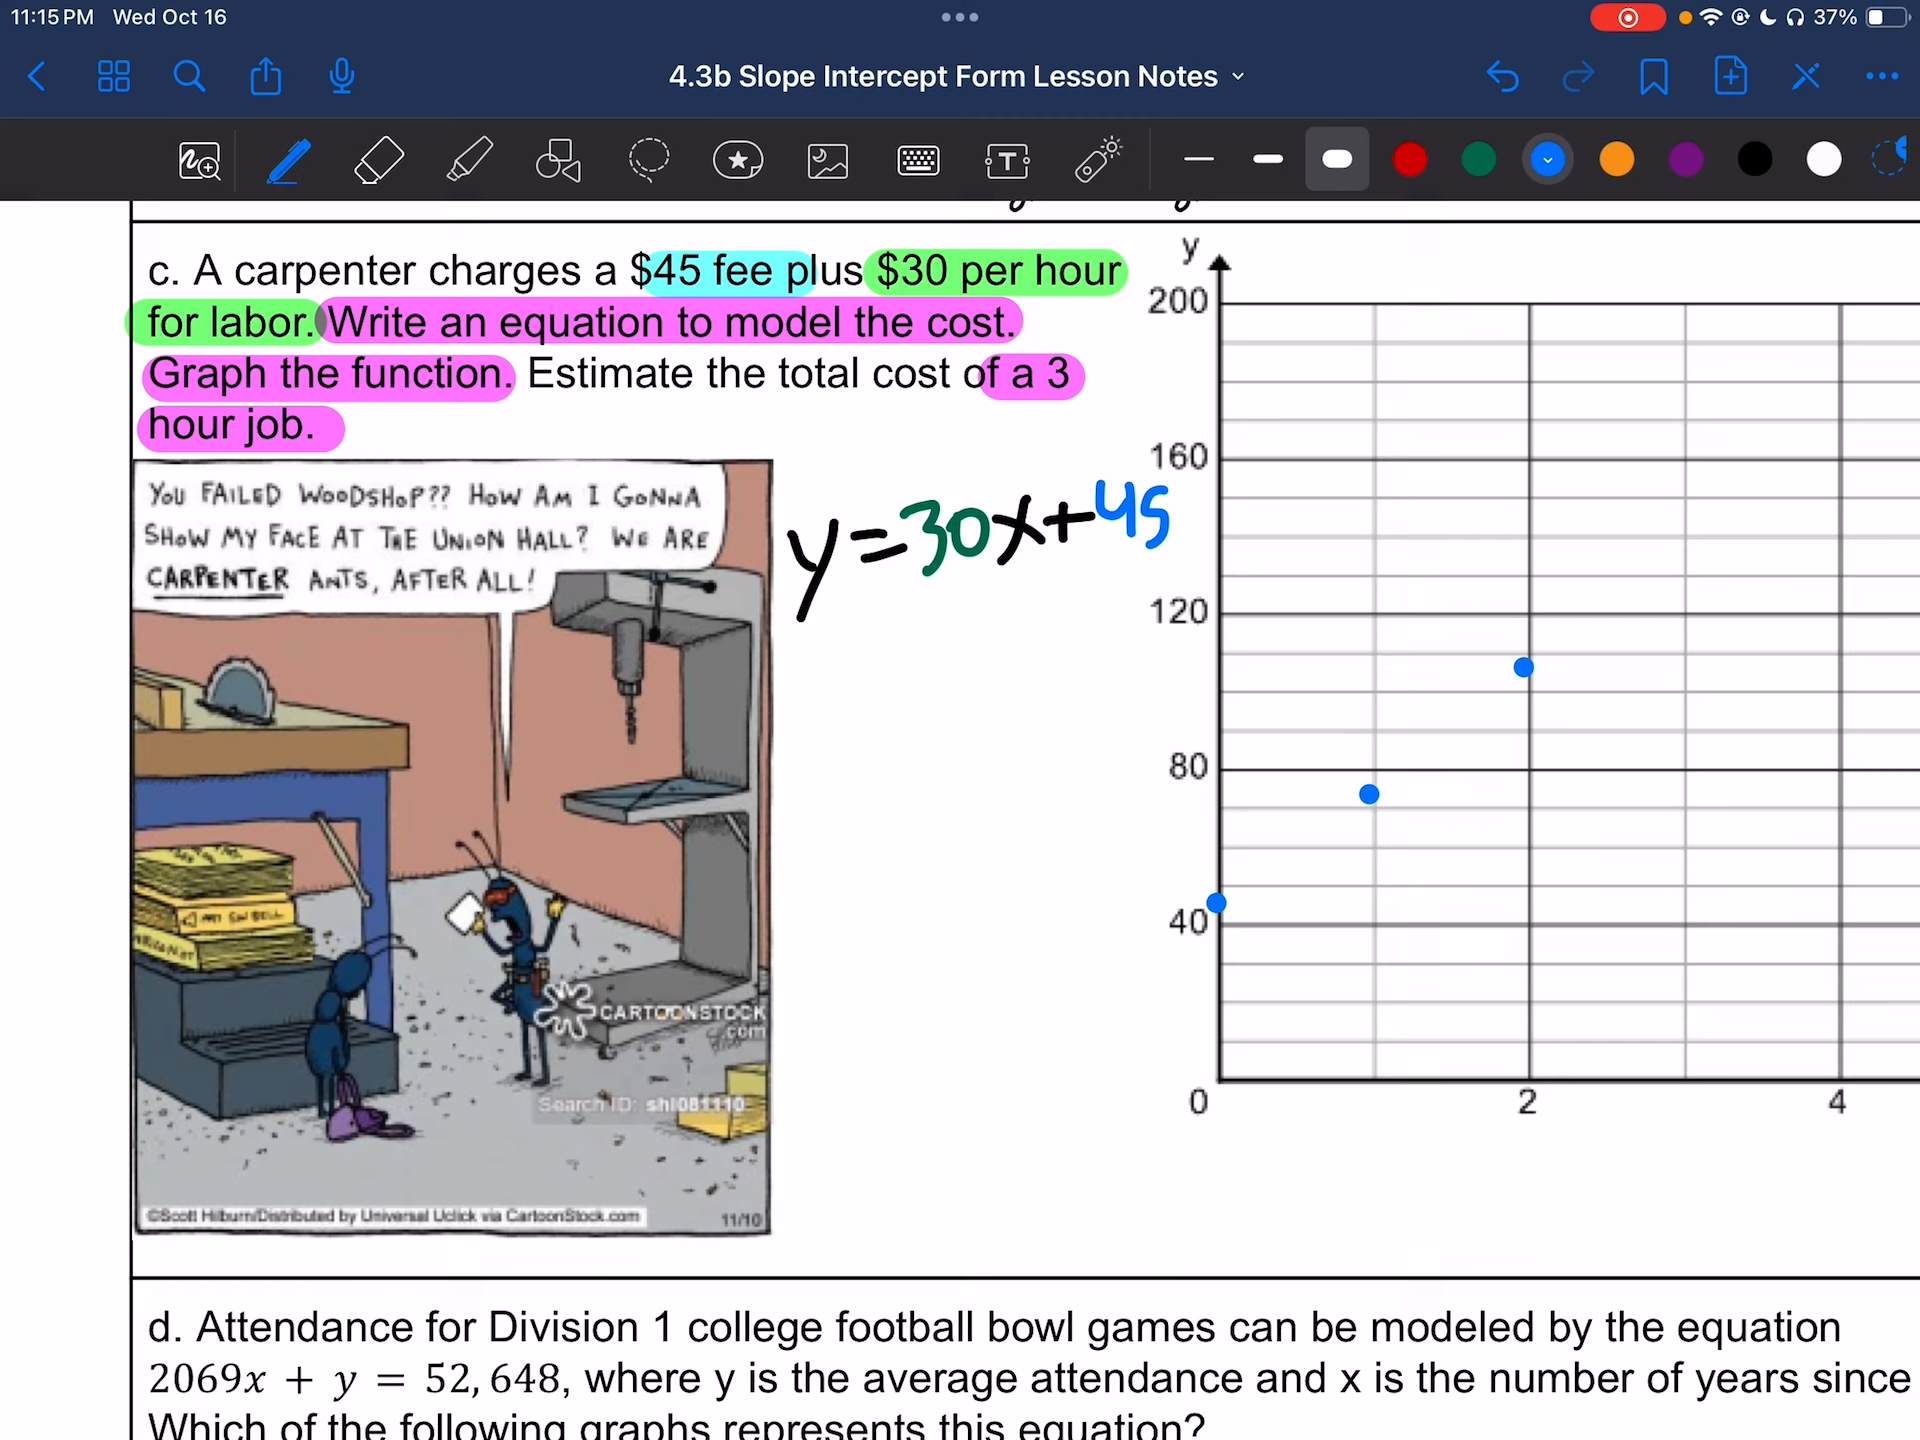 11:15 PM Wed Oct 16
37%
4.3b Slope Intercept Form Lesson Notes
T
c. A carpenter charges a $45 fee plus $30 per hour
for labor. Write an equation to model the cost.
Graph the function. Estimate the total cost of a 3
hour job.
YOU FAILED WOODSHOP?? HOW AM I GONNA
SHOW MY FACE AT THE UNION HALL? WE ARE
CARPENTER ANTS, AFTER ALL!
y=30x+45
CARTOONSTOCK
.com
Search ID: shl081110
©Scott Hilburn/Distributed by Universal Uclick via CartoonStock.com
11/10
y
200
160
120
80
40
0 2 4
d. Attendance for Division 1 college football bowl games can be modeled by the equation
2069x + y = 52,648, where y is the average attendance and x is the number of years since
Which of the following graphs represents this equation?